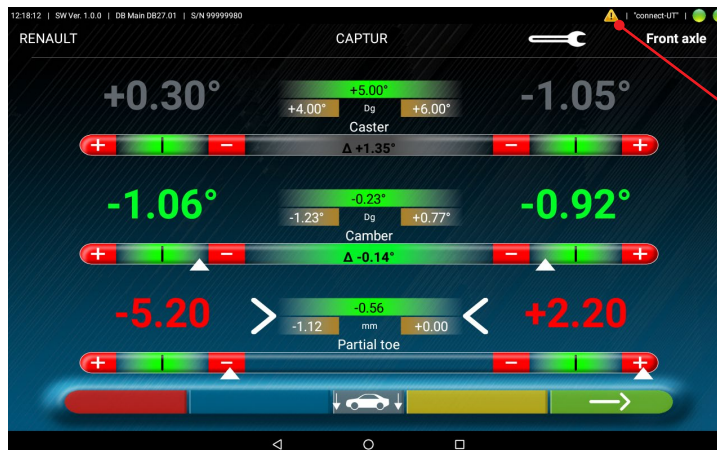 12:18:12 | SW Ver. 1.0.0 | DB Main DB27.01 | S/N 99999980 | "connect-UT" |
RENAULT CAPTUR Front axle
+0.30° +5.00° -1.05°
+4.00° Dg +6.00°
Caster
+ - Δ +1.35° - +
-1.06° -0.23° -0.92°
-1.23° Dg +0.77°
Camber
+ - Δ -0.14° - +
-5.20 -0.56 +2.20
-1.12 mm +0.00
Partial toe
+ - - +